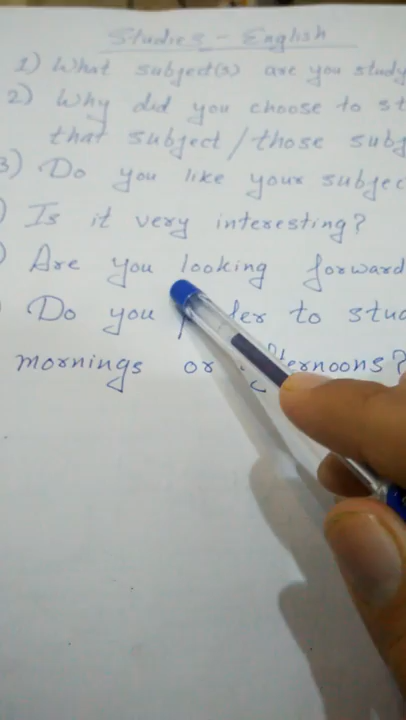 Studies - English
1) What subject(s) are you study
2) Why did you choose to st
that subject / those subj
3) Do you like your subjec
) Is it very interesting?
) Are you looking forward
Do you to stud
mornings or